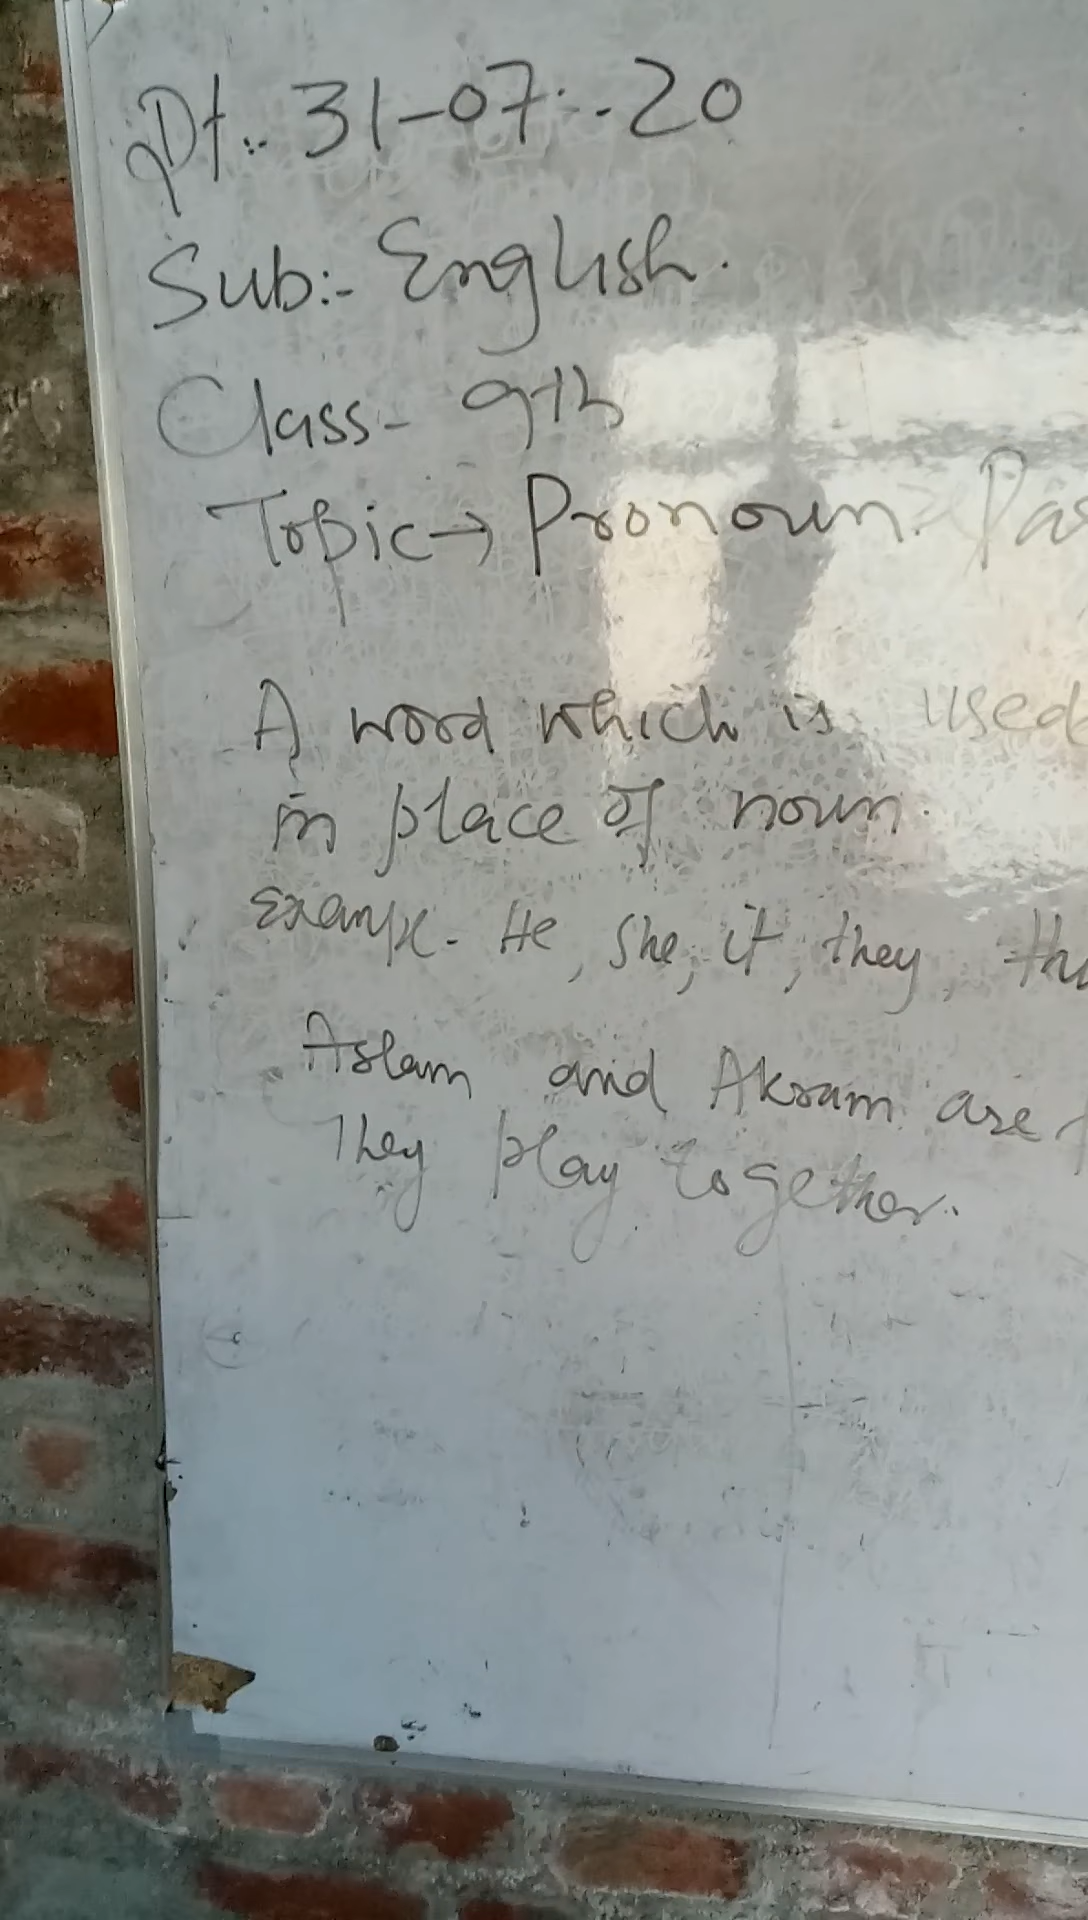 Dt:- 31-07-20
Sub:- English.
Class- 9th
Topic → Pronoun.
A word which is used
in place of noun.
Example- He, she, it, they,
Aslam and Akram are
They play together.